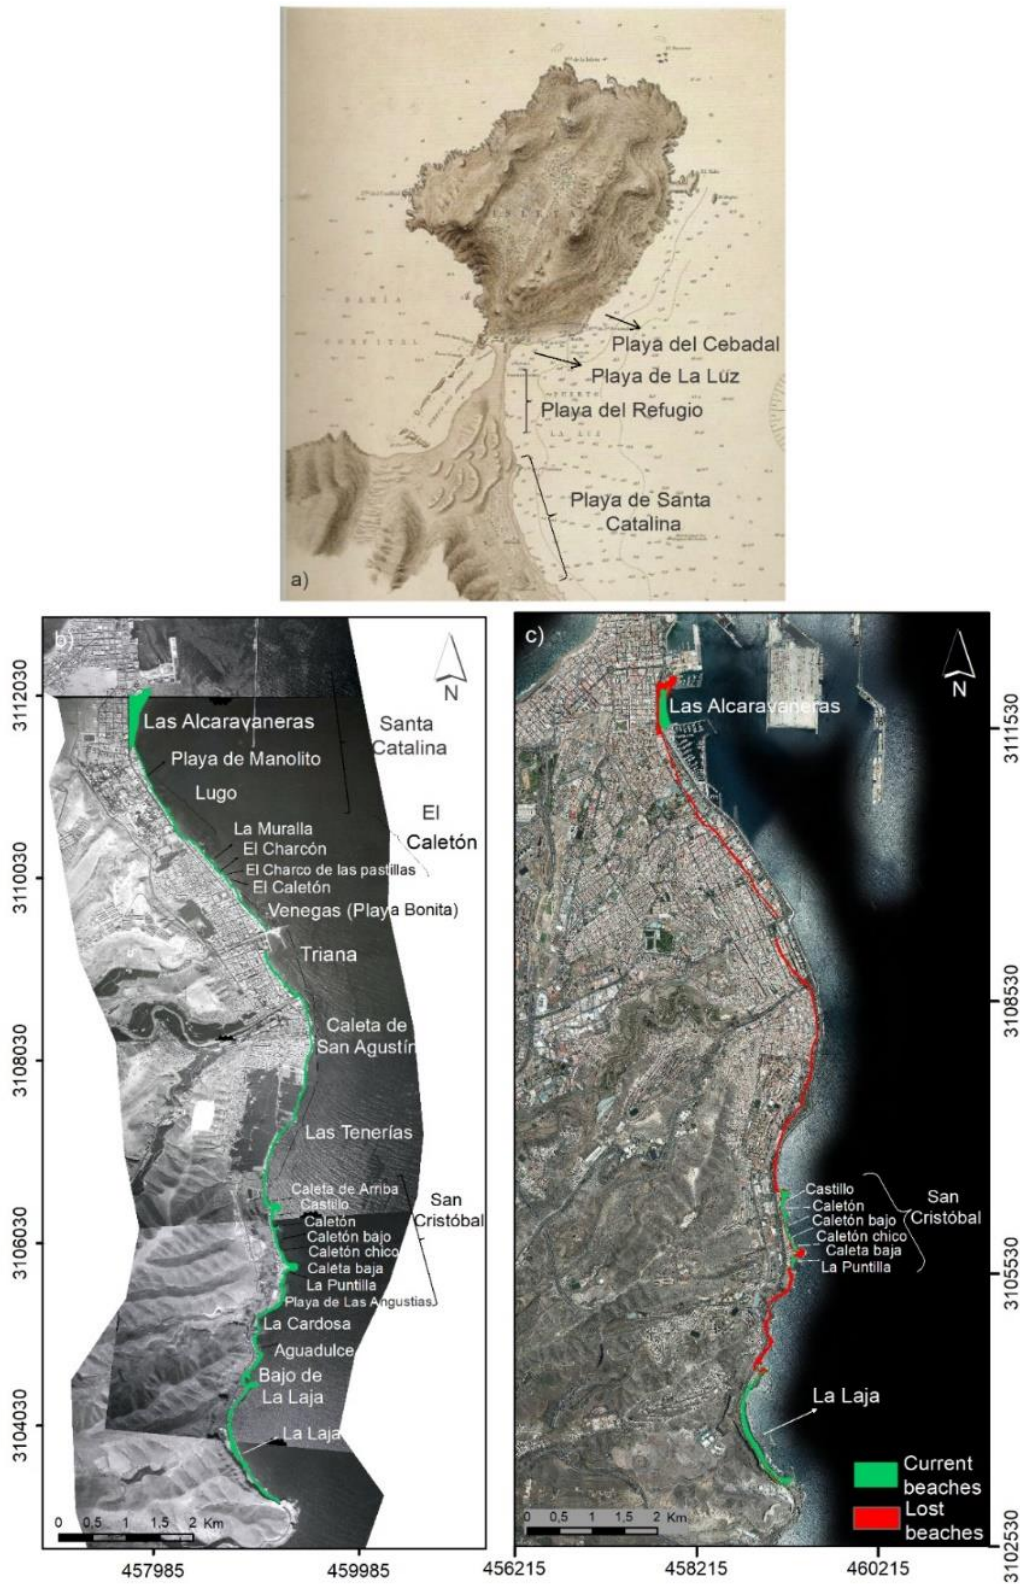 Playa del Cebadal
Playa de La Luz
Playa del Refugio
Playa de Santa
Catalina
a)
b)
N
Las Alcaravaneras
Santa
Catalina
Playa de Manolito
Lugo
El
Caletón
La Muralla
El Charcón
El Charco de las pastillas
El Caletón
Venegas (Playa Bonita)
Triana
Caleta de
San Agustín
Las Tenerías
Caleta de Arriba
Castillo
San
Cristóbal
Caletón
Caletón bajo
Caletón chico
Caleta baja
La Puntilla
Playa de Las Angustias
La Cardosa
Aguadulce
Bajo de
La Laja
La Laja
0 0,5 1 1,5 2 Km
3112030
3110030
3108030
3106030
3104030
457985
459985
c)
N
Las Alcaravaneras
Castillo
Caletón
Caletón bajo
Caletón chico
Caleta baja
La Puntilla
San
Cristóbal
La Laja
Current
beaches
Lost
beaches
0 0,5 1 1,5 2 Km
3111530
3108530
3105530
3102530
456215
458215
460215